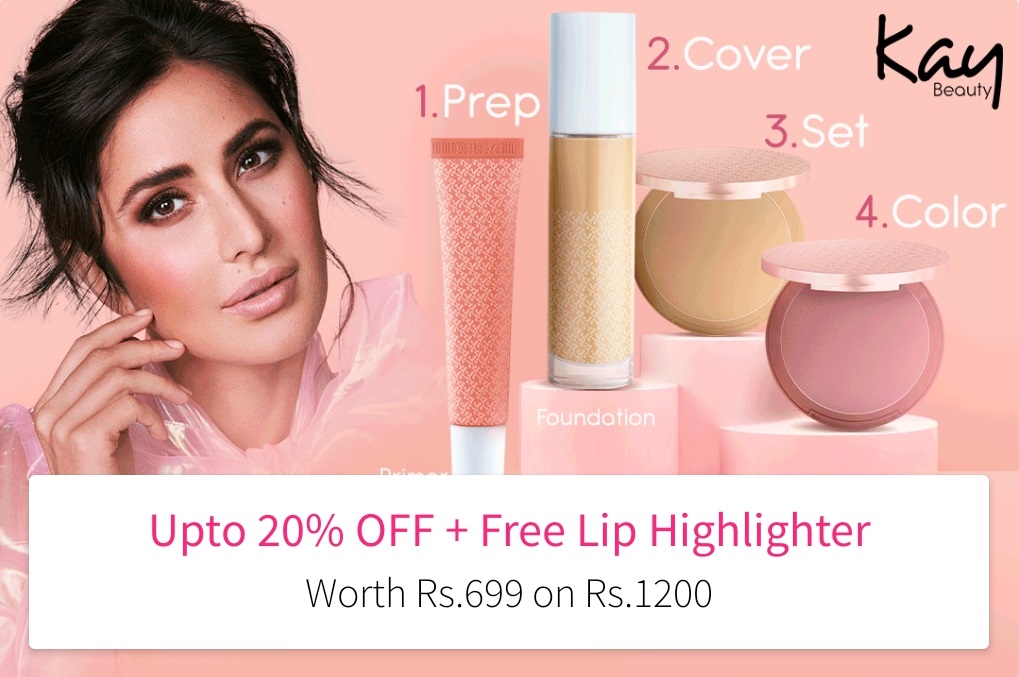 Kay
Beauty
1.Prep
2.Cover
3.Set
4.Color
Foundation
Primer
Upto 20% OFF + Free Lip Highlighter
Worth Rs.699 on Rs.1200